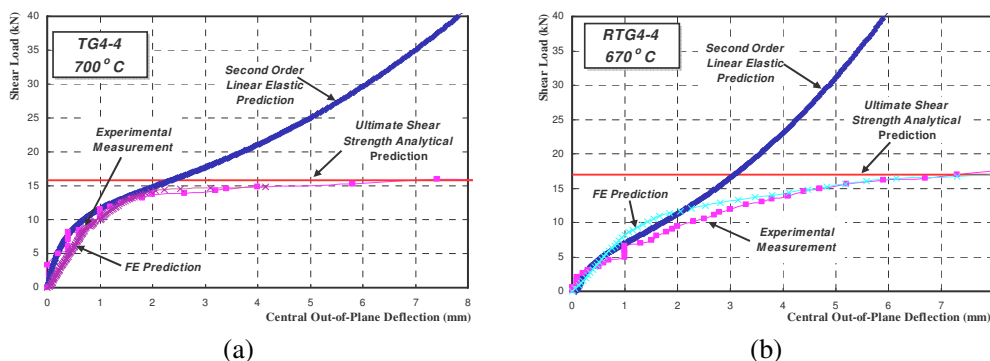 40
35
30
25
20
15
10
5
0
Shear Load (kN)
TG4-4
700° C
Second Order
Linear Elastic
Prediction
Experimental
Measurement
Ultimate Shear
Strength Analytical
Prediction
FE Prediction
0 1 2 3 4 5 6 7 8
Central Out-of-Plane Deflection (mm)
(a)
40
35
30
25
20
15
10
5
0
Shear Load (kN)
RTG4-4
670° C
Second Order
Linear Elastic
Prediction
Ultimate Shear
Strength Analytical
Prediction
FE Prediction
Experimental
Measurement
0 1 2 3 4 5 6 7
Central Out-of-Plane Deflection (mm)
(b)